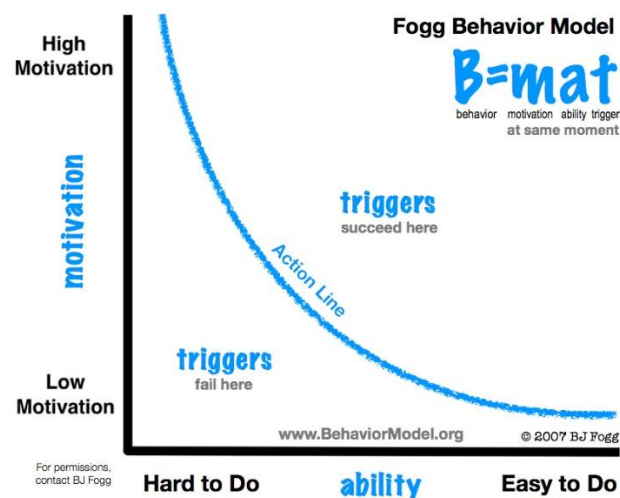 Fogg Behavior Model
B=mat
behavior motivation ability trigger
at same moment
High
Motivation
motivation
triggers
succeed here
Action Line
triggers
fail here
Low
Motivation
www.BehaviorModel.org
© 2007 BJ Fogg
For permissions,
contact BJ Fogg
Hard to Do
ability
Easy to Do